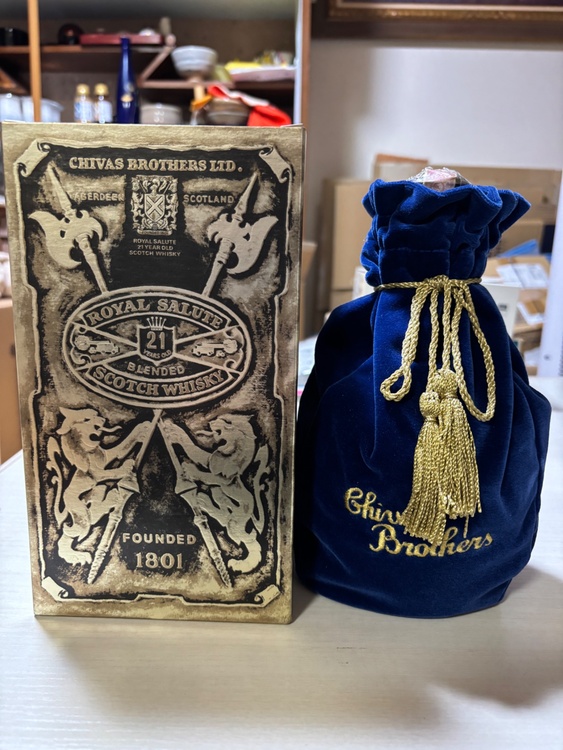 CHIVAS BROTHERS LTD.
ABERDEEN SCOTLAND
ROYAL SALUTE
21 YEAR OLD
SCOTCH WHISKY
ROYAL SALUTE
21
YEARS OLD
BLENDED
SCOTCH WHISKY
FOUNDED
1801
Chivas
Brothers